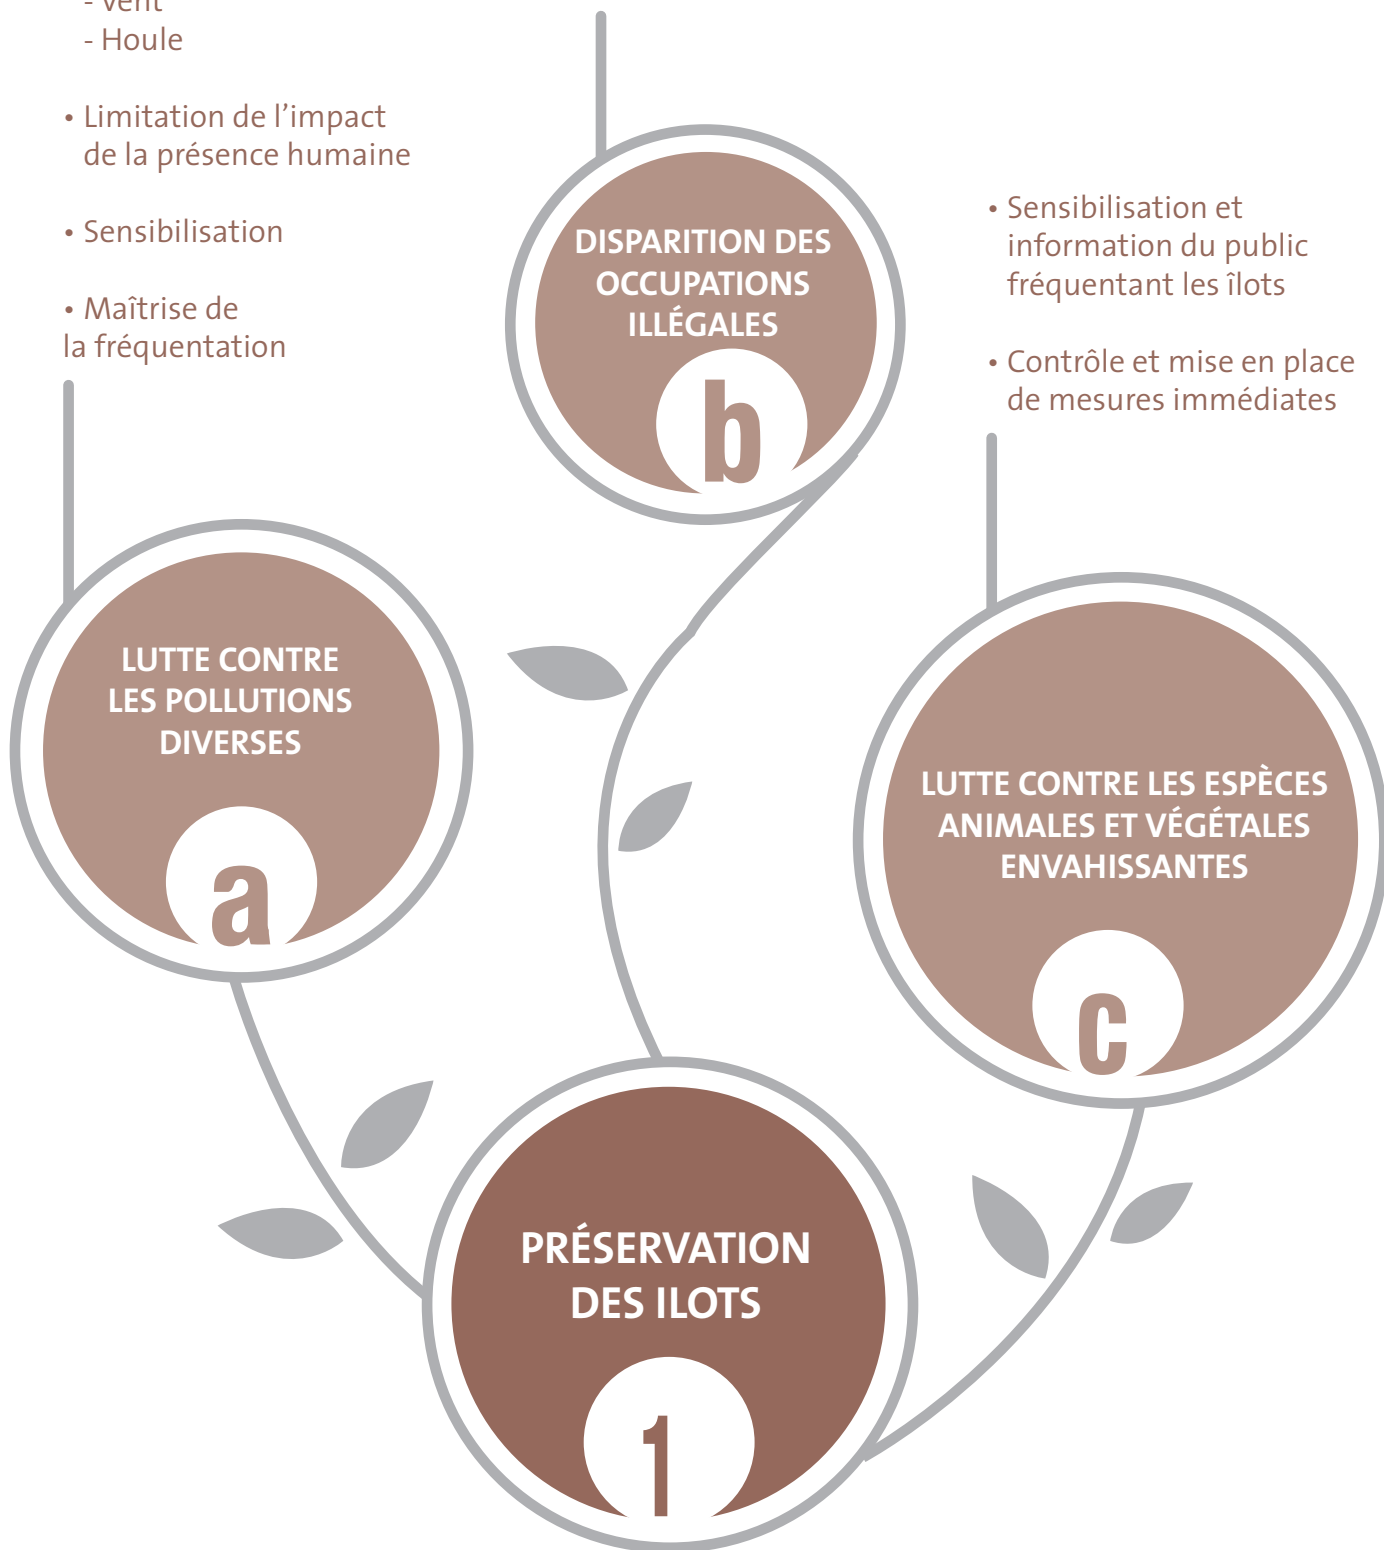 - Vent
- Houle
• Limitation de l'impact
de la présence humaine
• Sensibilisation
• Maîtrise de
la fréquentation
DISPARITION DES
OCCUPATIONS
ILLÉGALES
b
• Sensibilisation et
information du public
fréquentant les îlots
• Contrôle et mise en place
de mesures immédiates
LUTTE CONTRE
LES POLLUTIONS
DIVERSES
a
LUTTE CONTRE LES ESPÈCES
ANIMALES ET VÉGÉTALES
ENVAHISSANTES
c
PRÉSERVATION
DES ILOTS
1